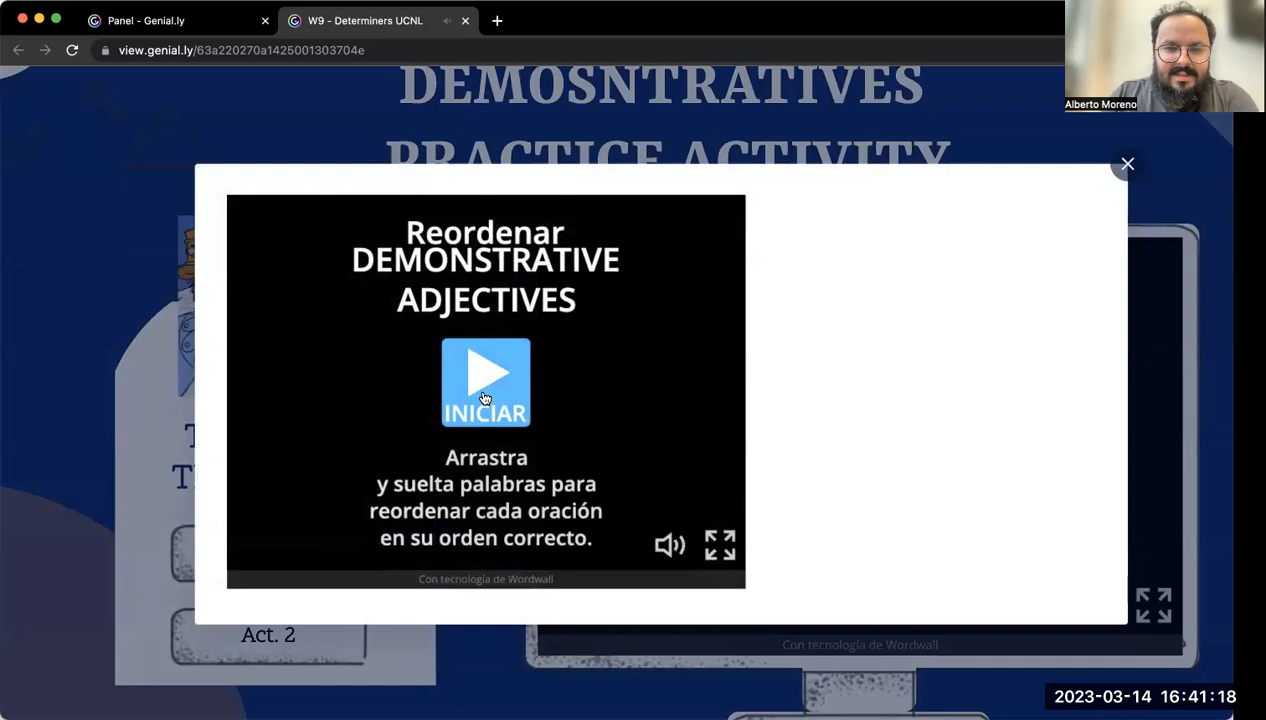 Panel - Genial.ly
W9 - Determiners UCNL
view.genial.ly/63a220270a1425001303704e
Alberto Moreno
DEMOSNTRATIVES
PRACTICE ACTIVITY
Reordenar
DEMONSTRATIVE
ADJECTIVES
INICIAR
Arrastra
y suelta palabras para
reordenar cada oración
en su orden correcto.
Con tecnología de Wordwall
Act. 2
Con tecnología de Wordwall
2023-03-14 16:41:18